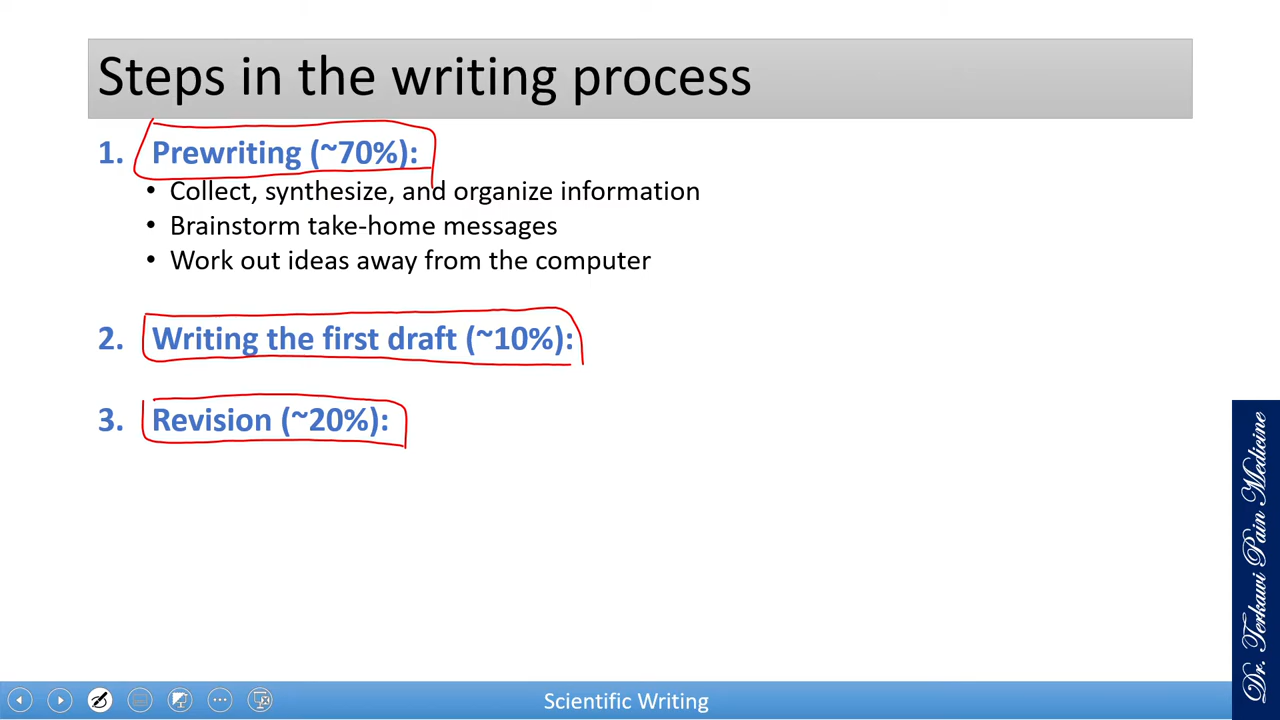 Steps in the writing process
1. Prewriting (~70%):
• Collect, synthesize, and organize information
• Brainstorm take-home messages
• Work out ideas away from the computer
2. Writing the first draft (~10%):
3. Revision (~20%):
Dr. Terkawi Pain Medicine
Scientific Writing